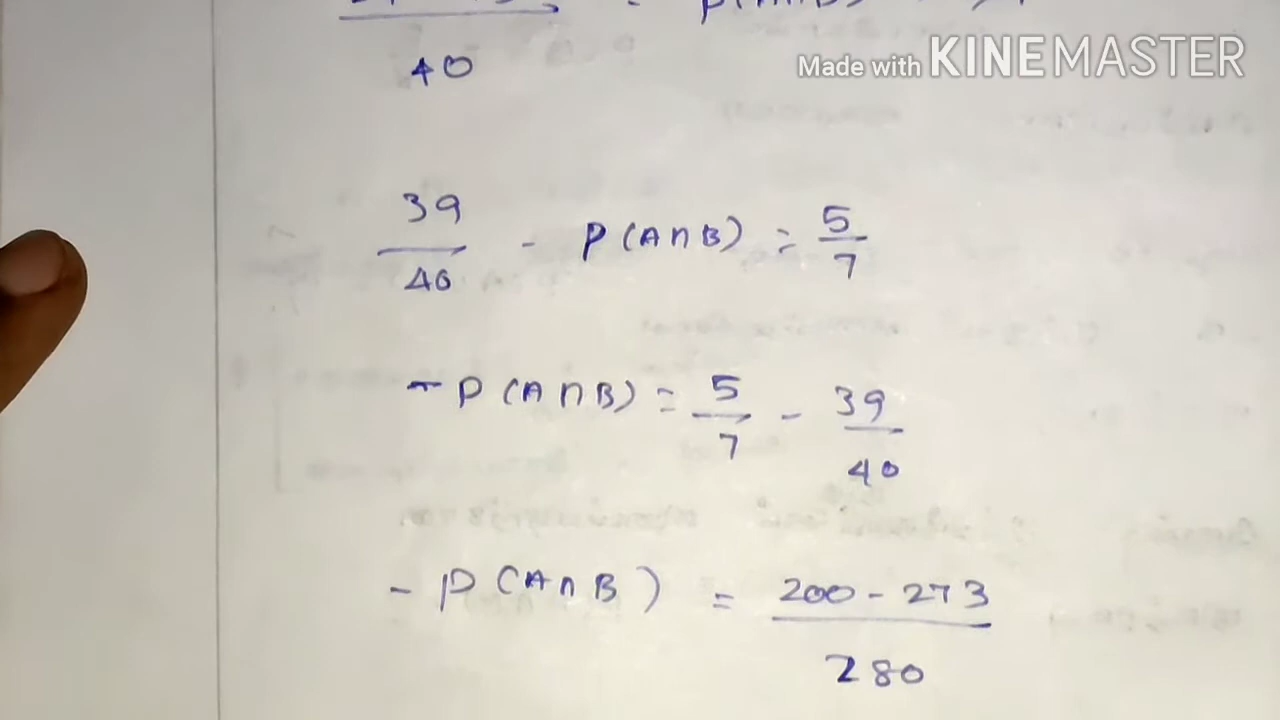 Made with KINEMASTER
40
39/40 - P(A∩B) = 5/7
- P(A∩B) = 5/7 - 39/40
- P(A∩B) = 200 - 273/280